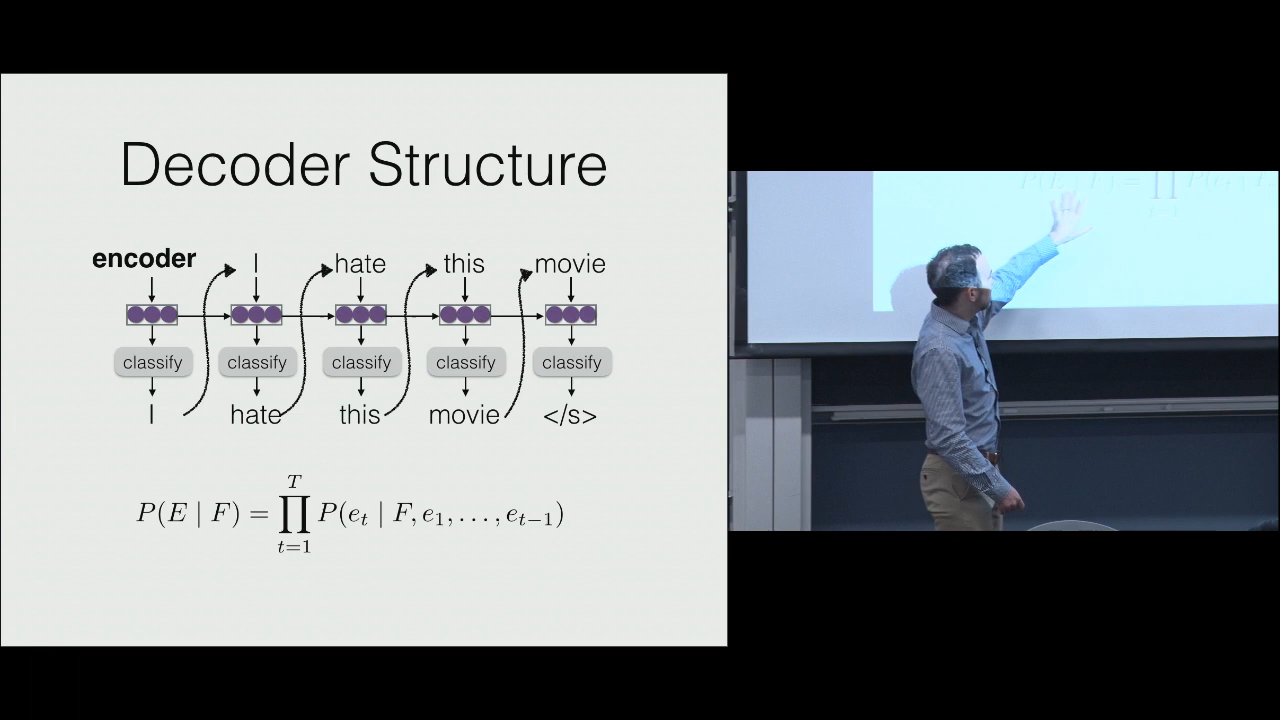 Decoder Structure
encoder I hate this movie
classify classify classify classify classify
I hate this movie </s>
P(E | F) = ∏_{t=1}^{T} P(e_t | F, e_1, . . . , e_{t−1})